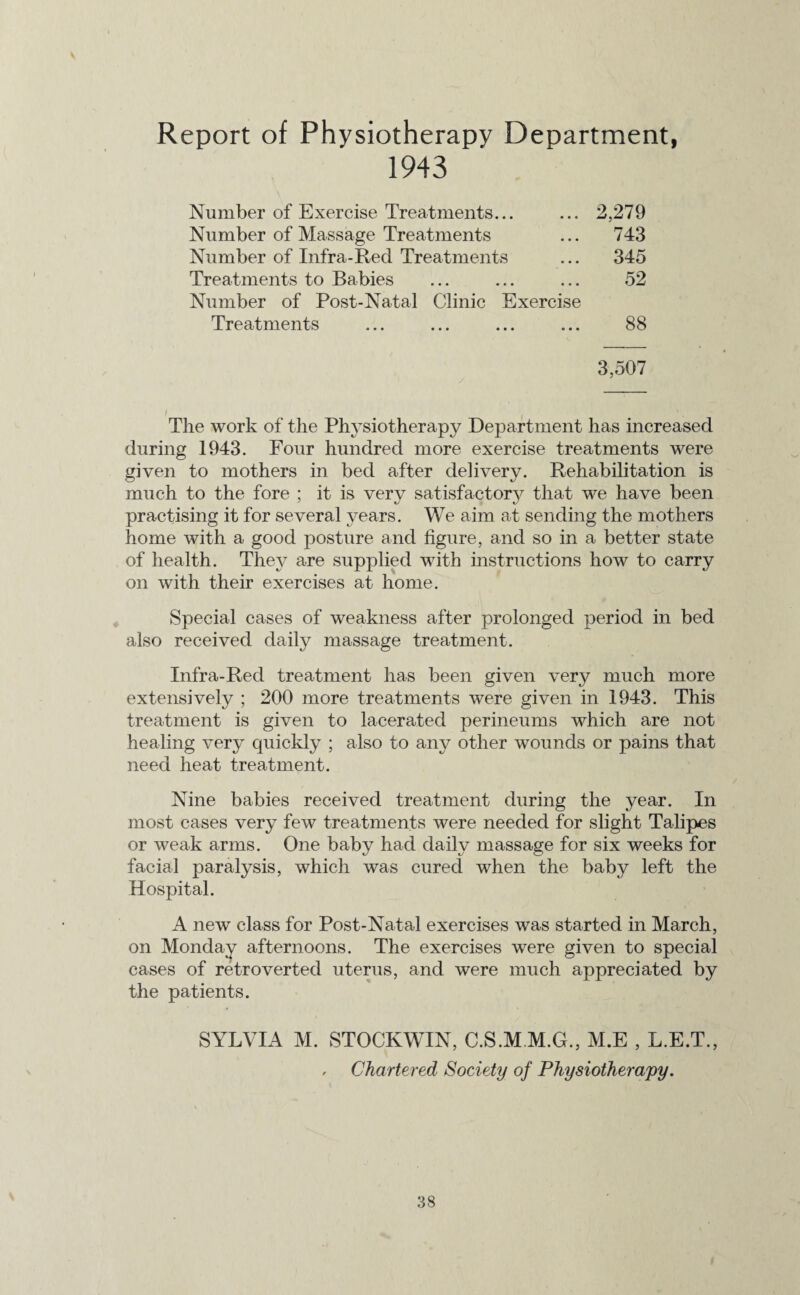 Report of Physiotherapy Department,
1943
Number of Exercise Treatments... ... 2,279
Number of Massage Treatments ... 743
Number of Infra-Red Treatments ... 345
Treatments to Babies ... ... ... 52
Number of Post-Natal Clinic Exercise
Treatments ... ... ... ... 88
3,507
The work of the Physiotherapy Department has increased
during 1943. Four hundred more exercise treatments were
given to mothers in bed after delivery. Rehabilitation is
much to the fore ; it is very satisfactory that we have been
practising it for several years. We aim at sending the mothers
home with a good posture and figure, and so in a better state
of health. They are supplied with instructions how to carry
on with their exercises at home.
Special cases of weakness after prolonged period in bed
also received daily massage treatment.
Infra-Red treatment has been given very much more
extensively ; 200 more treatments were given in 1943. This
treatment is given to lacerated perineums which are not
healing very quickly ; also to any other wounds or pains that
need heat treatment.
Nine babies received treatment during the year. In
most cases very few treatments were needed for slight Talipes
or weak arms. One baby had daily massage for six weeks for
facial paralysis, which was cured when the baby left the
Hospital.
A new class for Post-Natal exercises was started in March,
on Monday afternoons. The exercises were given to special
cases of retroverted uterus, and were much appreciated by
the patients.
SYLVIA M. STOCKWIN, C.S.M.M.G., M.E , L.E.T.,
Chartered Society of Physiotherapy.
38